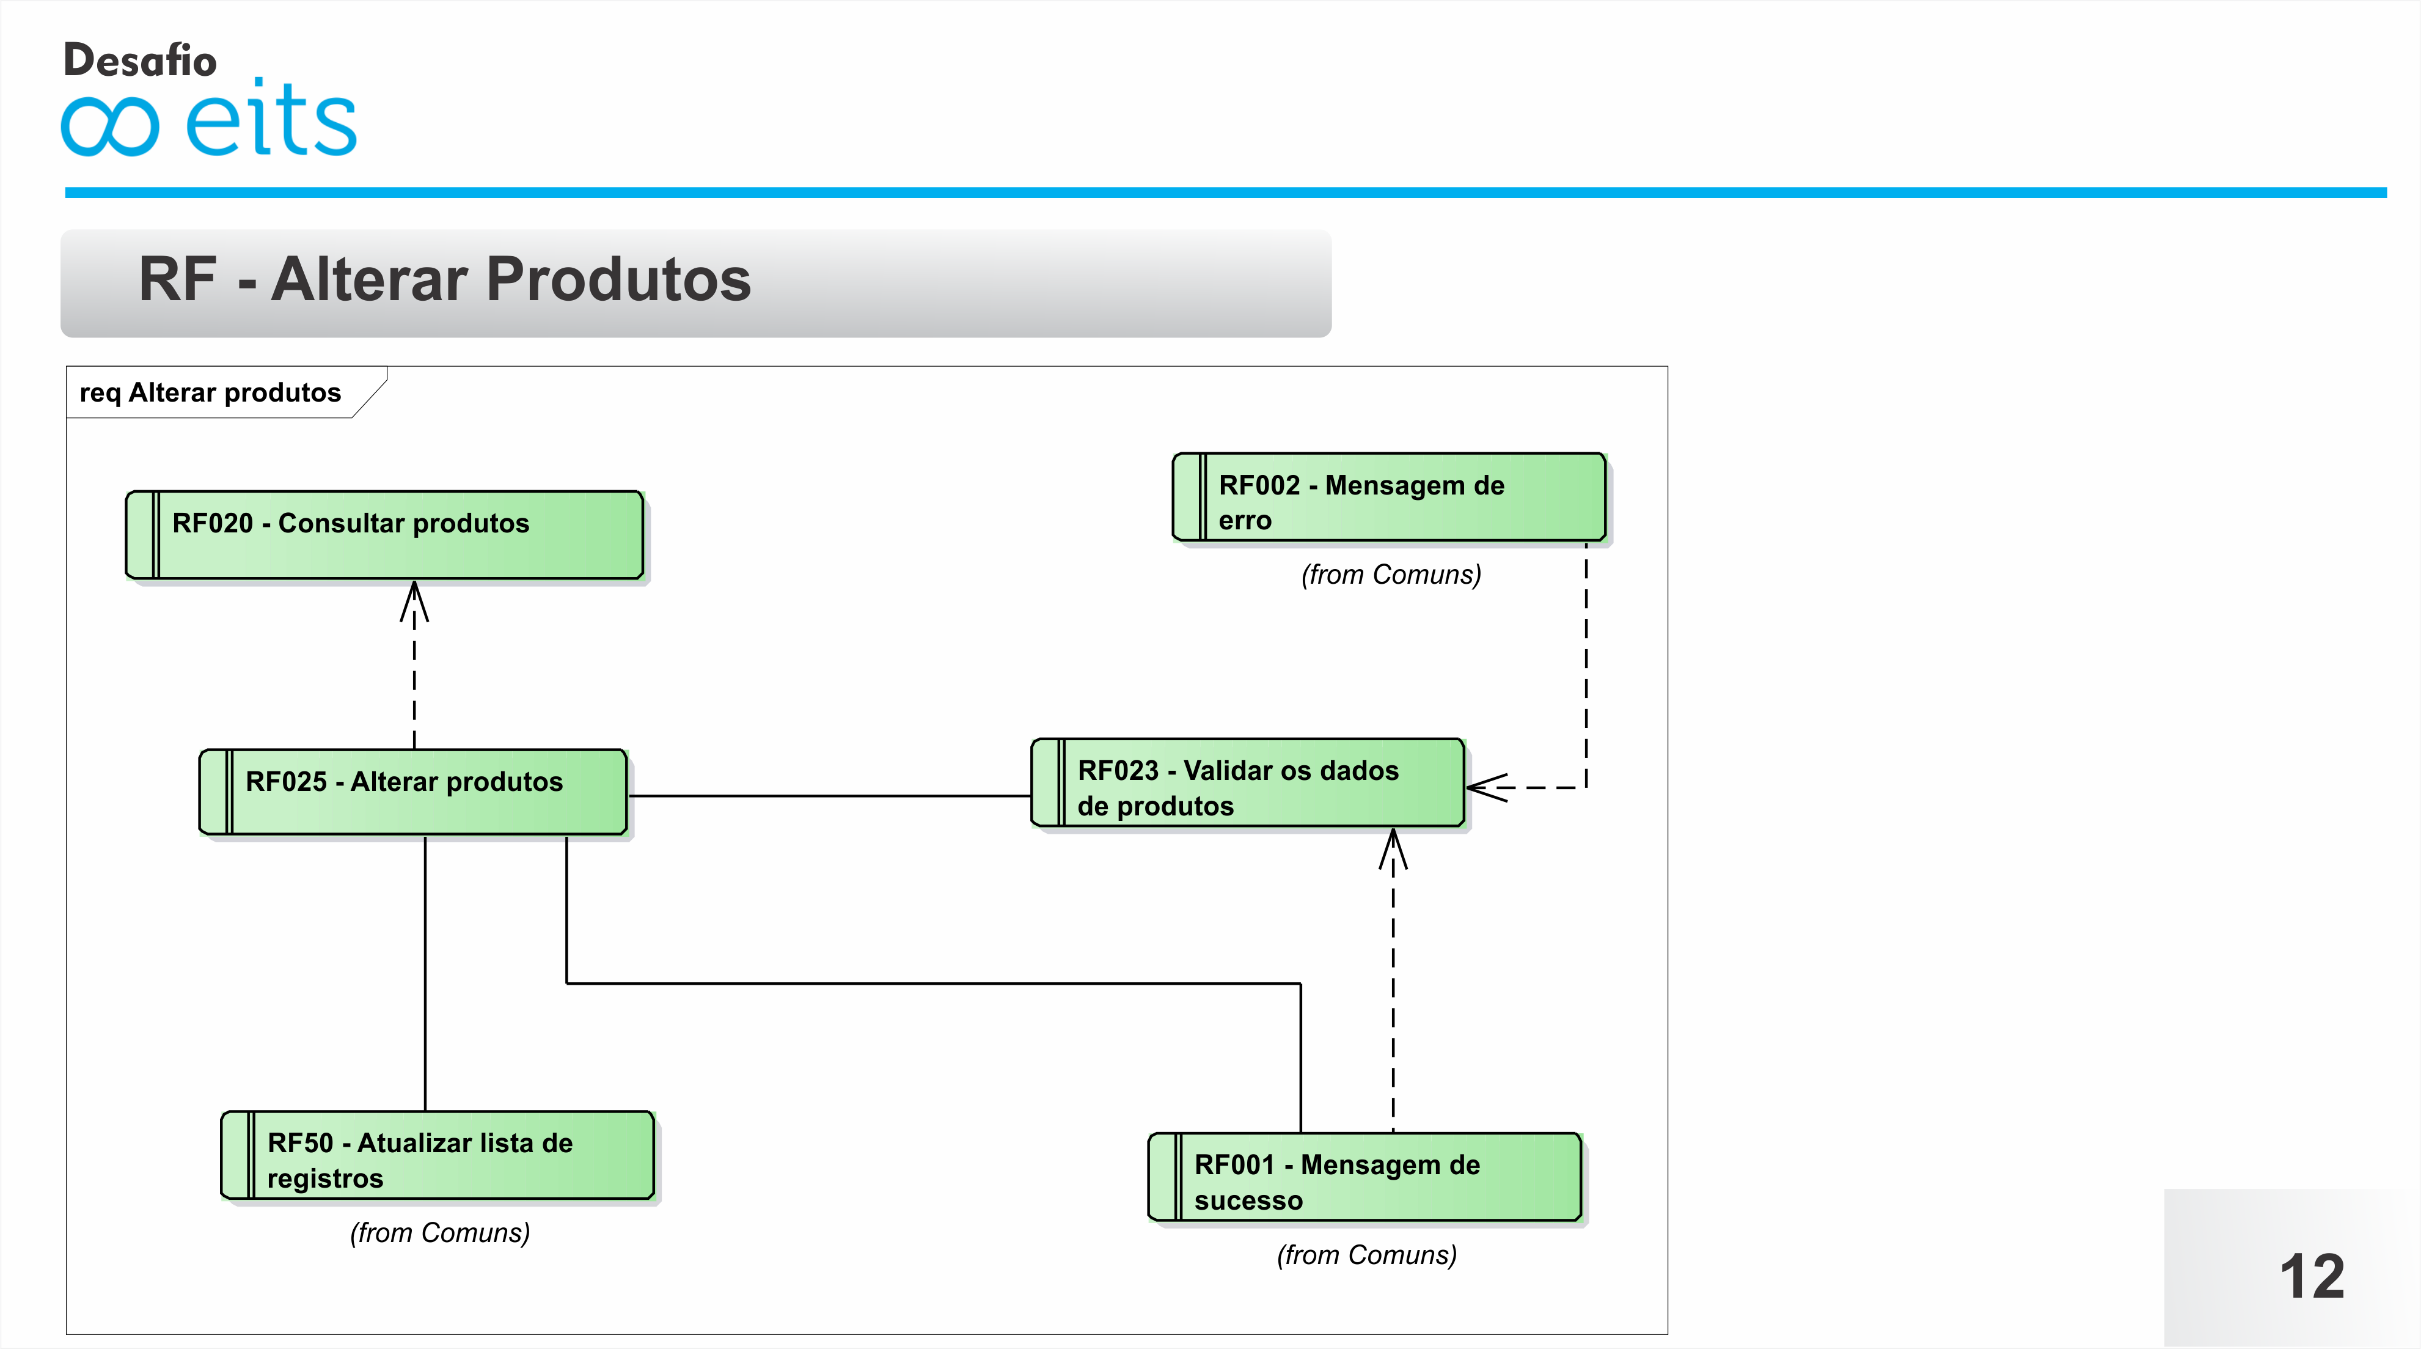 Desafio
eits
RF - Alterar Produtos
req Alterar produtos
RF002 - Mensagem de
erro
(from Comuns)
RF020 - Consultar produtos
RF025 - Alterar produtos
RF023 - Validar os dados
de produtos
RF50 - Atualizar lista de
registros
(from Comuns)
RF001 - Mensagem de
sucesso
(from Comuns)
12